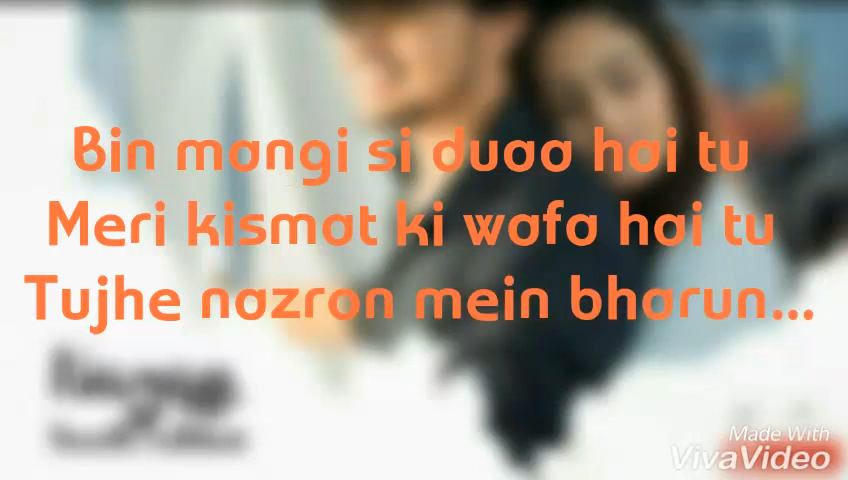 Bin mangi si duaa hai tu
Meri kismat ki wafa hai tu
Tujhe nazron mein bharun...
Made With
VivaVideo